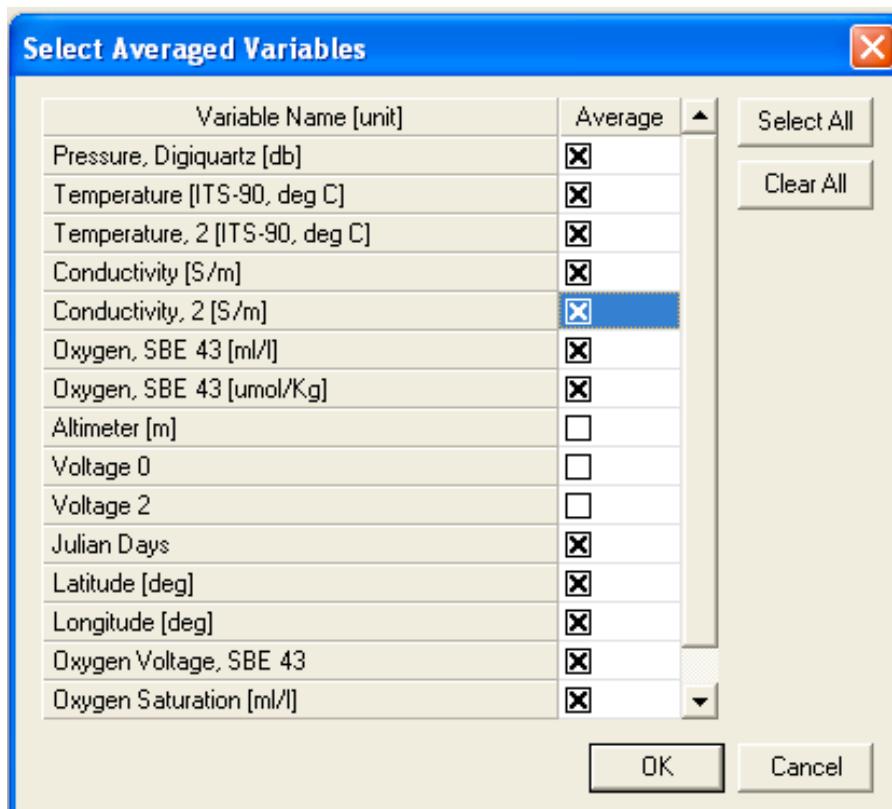 Select Averaged Variables
Variable Name [unit] Average
Select All
Pressure, Digiquartz [db]
Clear All
Temperature [ITS-90, deg C]
Temperature, 2 [ITS-90, deg C]
Conductivity [S/m]
Conductivity, 2 [S/m]
Oxygen, SBE 43 [ml/l]
Oxygen, SBE 43 [umol/Kg]
Altimeter [m]
Voltage 0
Voltage 2
Julian Days
Latitude [deg]
Longitude [deg]
Oxygen Voltage, SBE 43
Oxygen Saturation [ml/l]
OK Cancel